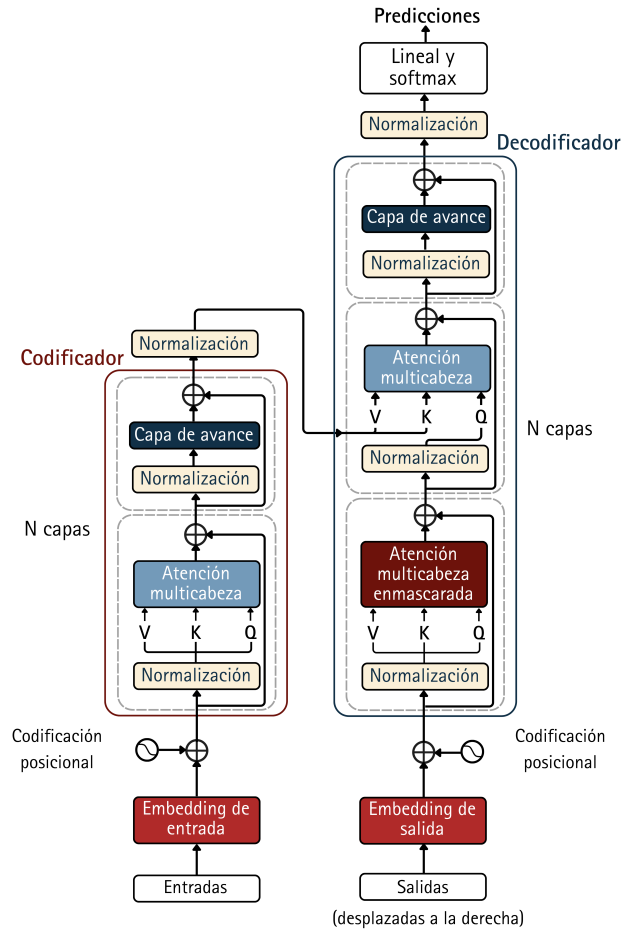 Predicciones
Lineal y
softmax
Normalización
Decodificador
Capa de avance
Normalización
Normalización
Codificador
Atención
multicabeza
V K Q
N capas
Normalización
Capa de avance
Normalización
N capas
Atención
multicabeza
V K Q
Normalización
Atención
multicabeza
enmascarada
V K Q
Normalización
Codificación
posicional
Codificación
posicional
Embedding de
entrada
Embedding de
salida
Entradas
Salidas
(desplazadas a la derecha)